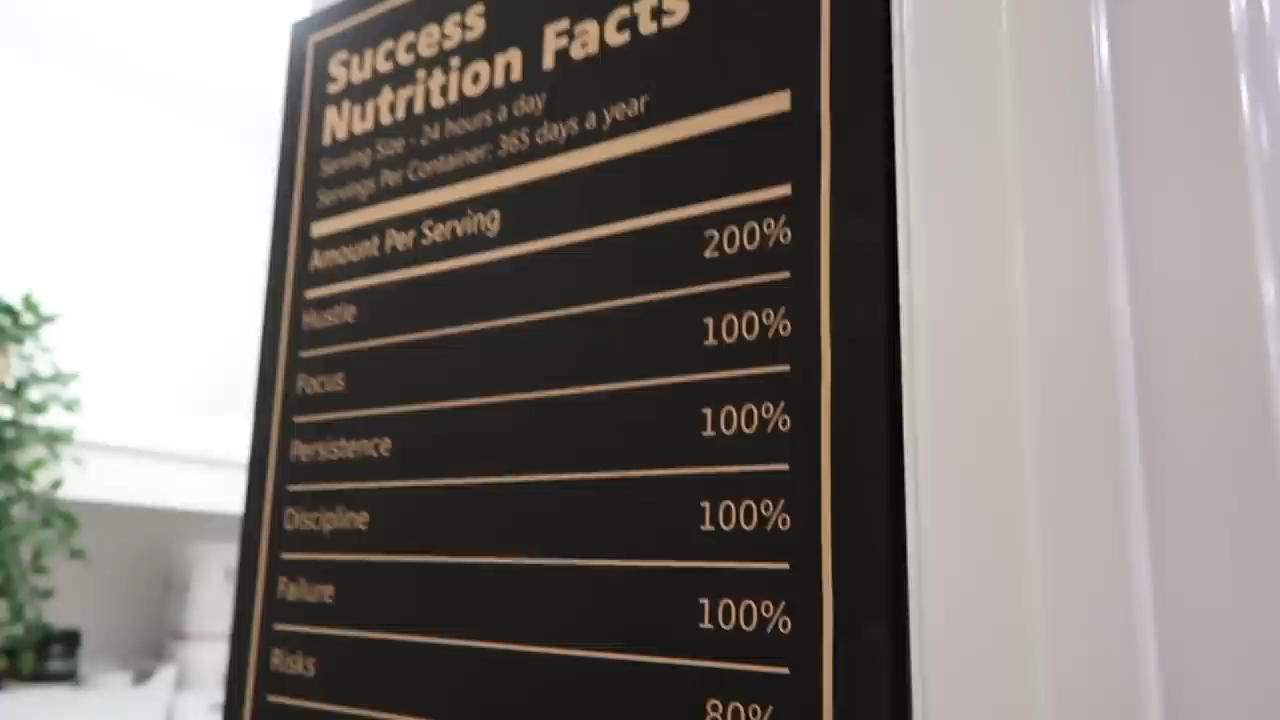 Success
Nutrition Facts
Serving Size - 24 hours a day
Servings Per Container: 365 days a year
Amount Per Serving
Hustle 200%
Focus 100%
Persistence 100%
Discipline 100%
Failure 100%
Risks 80%